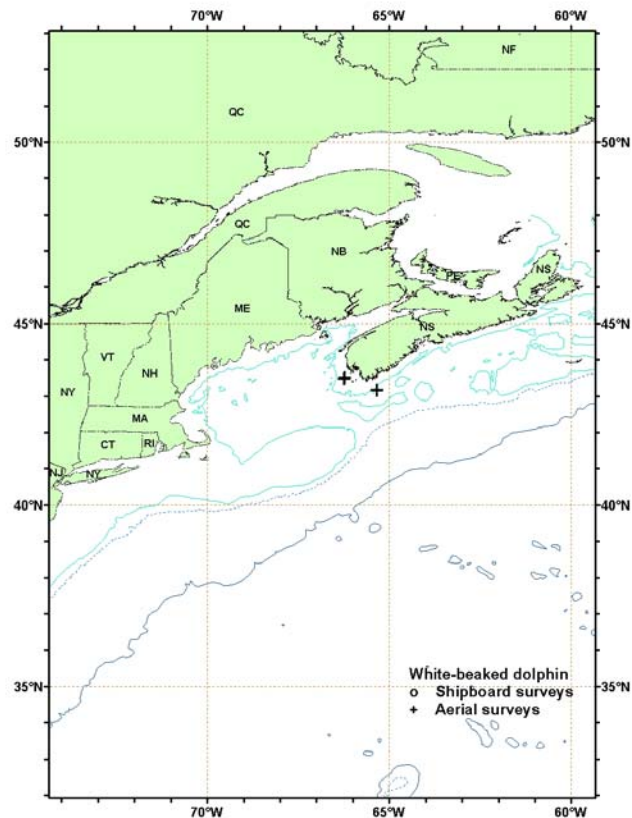 70°W 65°W 60°W
NF
QC
50°N 50°N
QC
NB
PE NS
ME
45°N 45°N
NS
VT
NH
NY
MA
CT RI
NJ NY
40°N 40°N
White-beaked dolphin
35°N 35°N
o Shipboard surveys
+ Aerial surveys
70°W 65°W 60°W